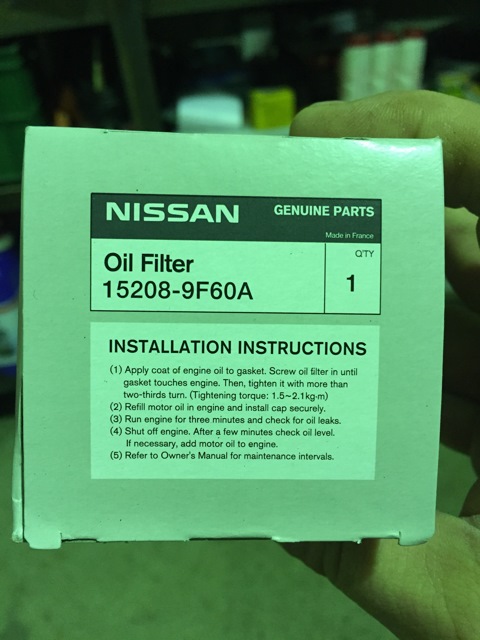 NISSAN GENUINE PARTS
Made in France
Oil Filter
15208-9F60A
Q'TY
1
INSTALLATION INSTRUCTIONS
(1) Apply coat of engine oil to gasket. Screw oil filter in until
gasket touches engine. Then, tighten it with more than
two-thirds turn. (Tightening torque: 1.5~2.1kg·m)
(2) Refill motor oil in engine and install cap securely.
(3) Run engine for three minutes and check for oil leaks.
(4) Shut off engine. After a few minutes check oil level.
If necessary, add motor oil to engine.
(5) Refer to Owner's Manual for maintenance intervals.